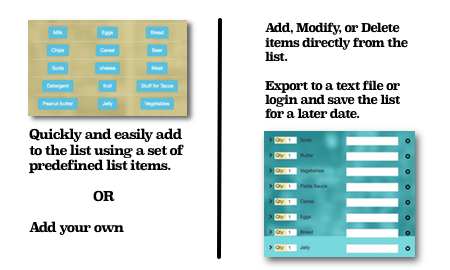 Milk Eggs Bread
Chips Cereal Beer
Soda cheese Meat
Detergent fruit Stuff for Tacos
Peanut butter Jelly Vegetables
Quickly and easily add
to the list using a set of
predefined list items.
OR
Add your own
Add, Modify, or Delete
items directly from the
list.
Export to a text file or
login and save the list
for a later date.
Qty: 1 Soda
Qty: 1 Butter
Qty: 1 Vegetables
Qty: 1 Pasta Sauce
Qty: 1 Cereal
Qty: 1 Eggs
Qty: 1 Bread
Qty: 1 Jelly